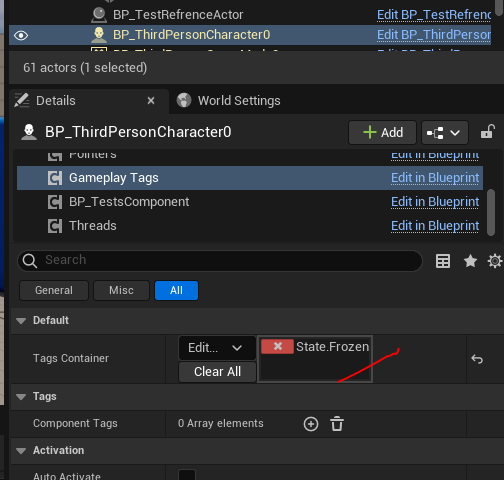 BP_TestRefrenceActor Edit BP_TestRefrenc
BP_ThirdPersonCharacter0 Edit BP_ThirdPerson
61 actors (1 selected)
Details World Settings
BP_ThirdPersonCharacter0 + Add
Pointers Edit in Blueprint
Gameplay Tags Edit in Blueprint
BP_TestsComponent Edit in Blueprint
Threads Edit in Blueprint
Search
General Misc All
Default
Tags Container Edit... State.Frozen
Clear All
Tags
Component Tags 0 Array elements
Activation
Auto Activate